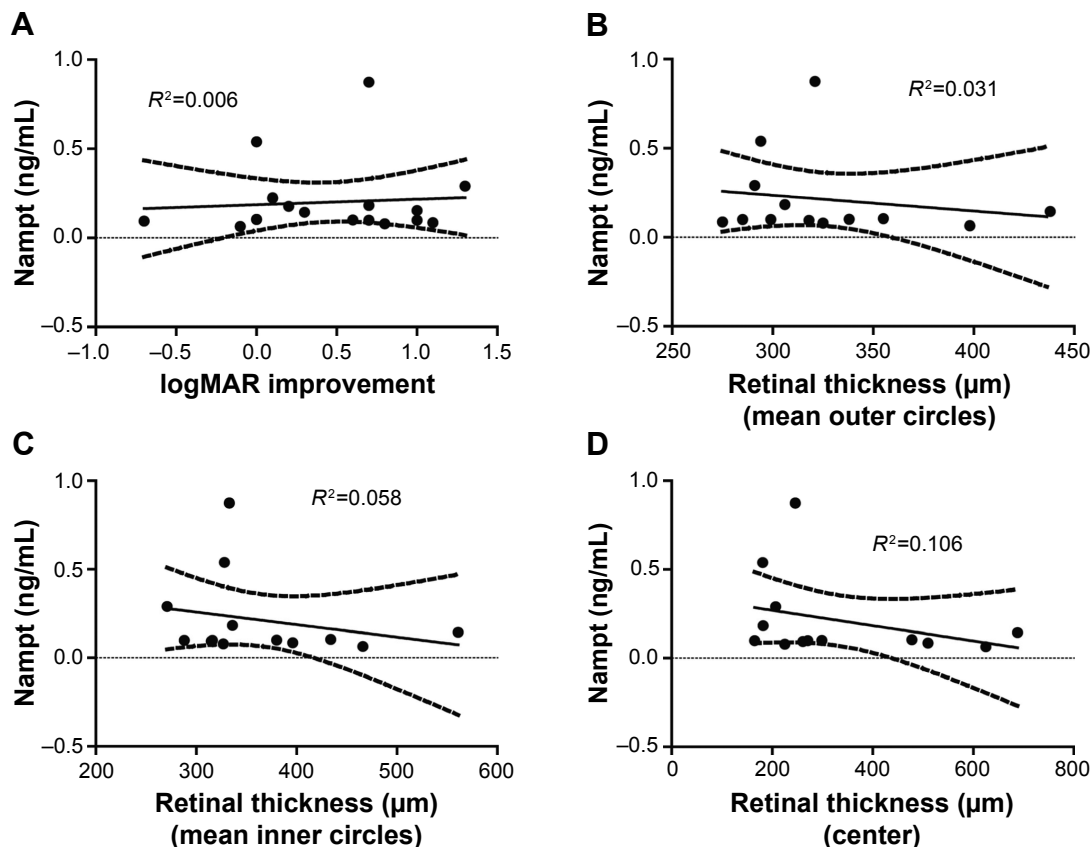 A
1.0
R²=0.006
0.5
0.0
–0.5
Nampt (ng/mL)
–1.0 –0.5 0.0 0.5 1.0 1.5
logMAR improvement
B
1.0
R²=0.031
0.5
0.0
–0.5
Nampt (ng/mL)
250 300 350 400 450
Retinal thickness (µm)
(mean outer circles)
C
1.0
R²=0.058
0.5
0.0
–0.5
Nampt (ng/mL)
200 300 400 500 600
Retinal thickness (µm)
(mean inner circles)
D
1.0
R²=0.106
0.5
0.0
–0.5
Nampt (ng/mL)
0 200 400 600 800
Retinal thickness (µm)
(center)